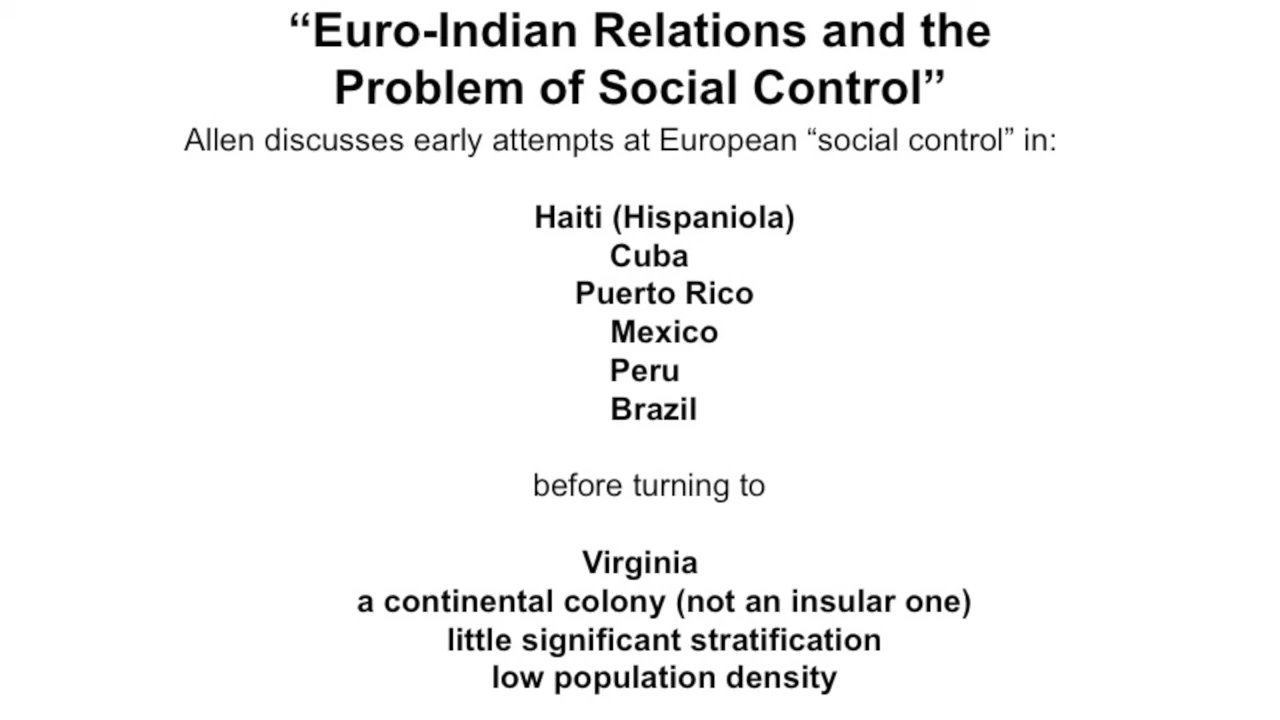 “Euro-Indian Relations and the
Problem of Social Control”
Allen discusses early attempts at European “social control” in:
Haiti (Hispaniola)
Cuba
Puerto Rico
Mexico
Peru
Brazil
before turning to
Virginia
a continental colony (not an insular one)
little significant stratification
low population density